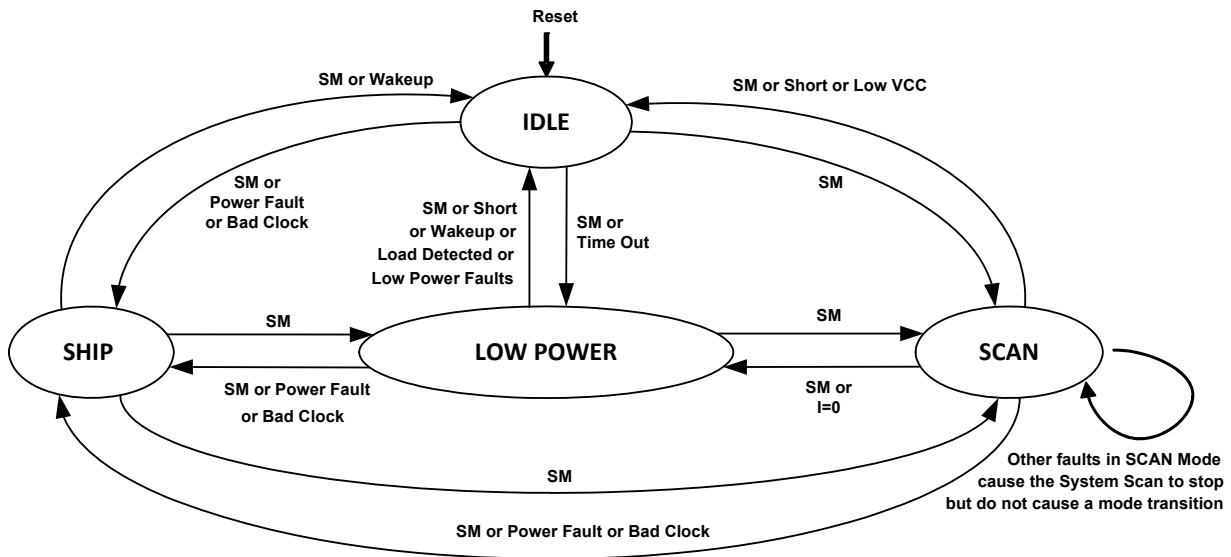 Reset
SM or Wakeup
SM or Short or Low VCC
IDLE
SM or
Power Fault
or Bad Clock
SM or Short
or Wakeup or
Load Detected or
Low Power Faults
SM or
Time Out
SM
SHIP
SM
LOW POWER
SM
SCAN
SM or Power Fault
or Bad Clock
SM or
I=0
SM
Other faults in SCAN Mode
cause the System Scan to stop
but do not cause a mode transition
SM or Power Fault or Bad Clock